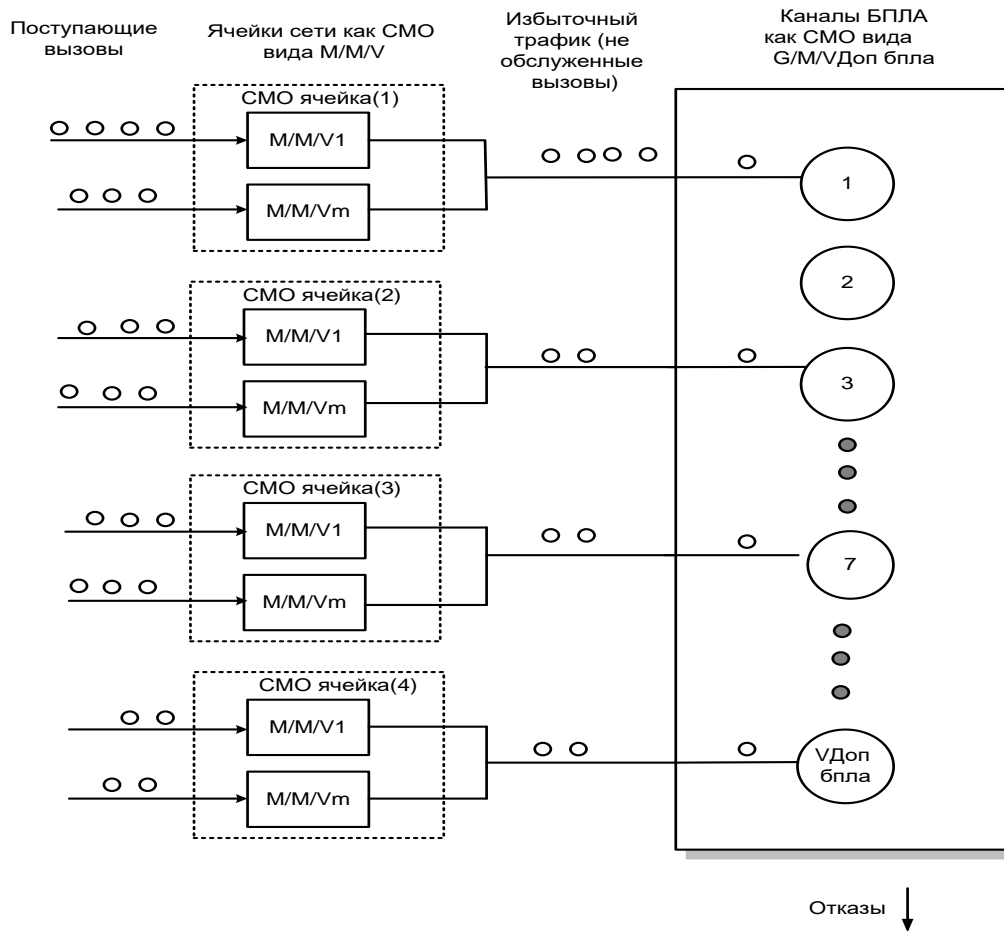 Поступающие
вызовы
Ячейки сети как СМО
вида M/M/V
Избыточный
трафик (не
обслуженные
вызовы)
Каналы БПЛА
как СМО вида
G/M/VДоп бпла
СМО ячейка(1)
M/M/V1
M/M/Vm
СМО ячейка(2)
M/M/V1
M/M/Vm
СМО ячейка(3)
M/M/V1
M/M/Vm
СМО ячейка(4)
M/M/V1
M/M/Vm
1
2
3
7
VДоп
бпла
Отказы